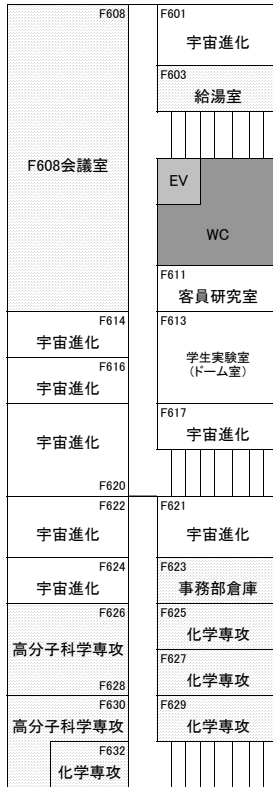 F608
F608会議室
F614
宇宙進化
F616
宇宙進化
宇宙進化
F620
F622
宇宙進化
F624
宇宙進化
F626
高分子科学専攻
F628
F630
高分子科学専攻
F632
化学専攻
F601
宇宙進化
F603
給湯室
EV
WC
F611
客員研究室
F613
学生実験室
(ドーム室)
F617
宇宙進化
F621
宇宙進化
F623
事務部倉庫
F625
化学専攻
F627
化学専攻
F629
化学専攻